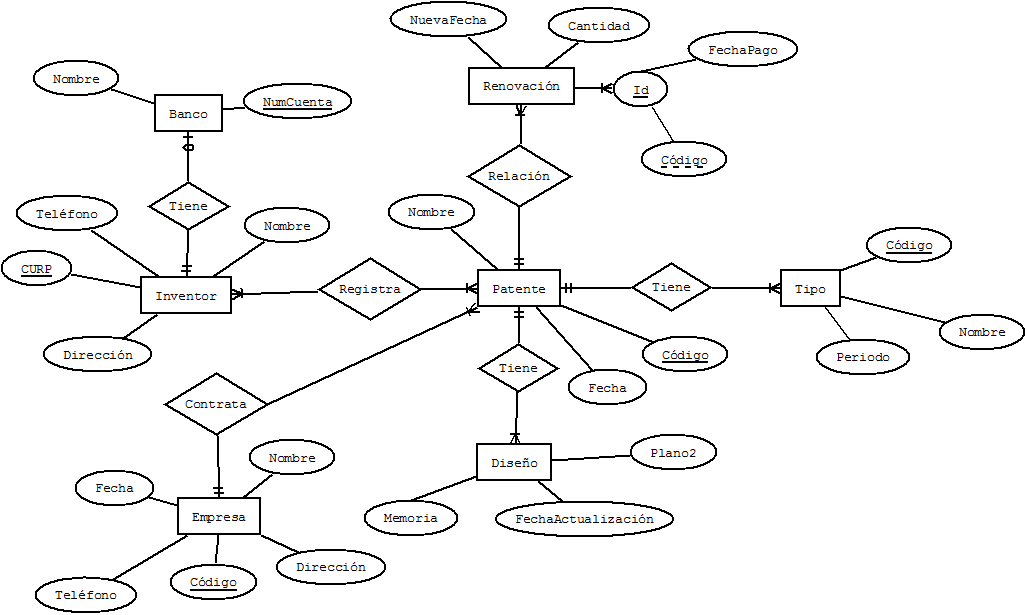 NuevaFecha
Cantidad
FechaPago
Nombre
Renovación
Id
NumCuenta
Banco
Código
Relación
Tiene
Teléfono
Nombre
Nombre
Código
CURP
Inventor
Registra
Patente
Tiene
Tipo
Nombre
Dirección
Código
Periodo
Tiene
Fecha
Contrata
Nombre
Plano2
Diseño
Fecha
Empresa
Memoria
FechaActualización
Dirección
Código
Teléfono